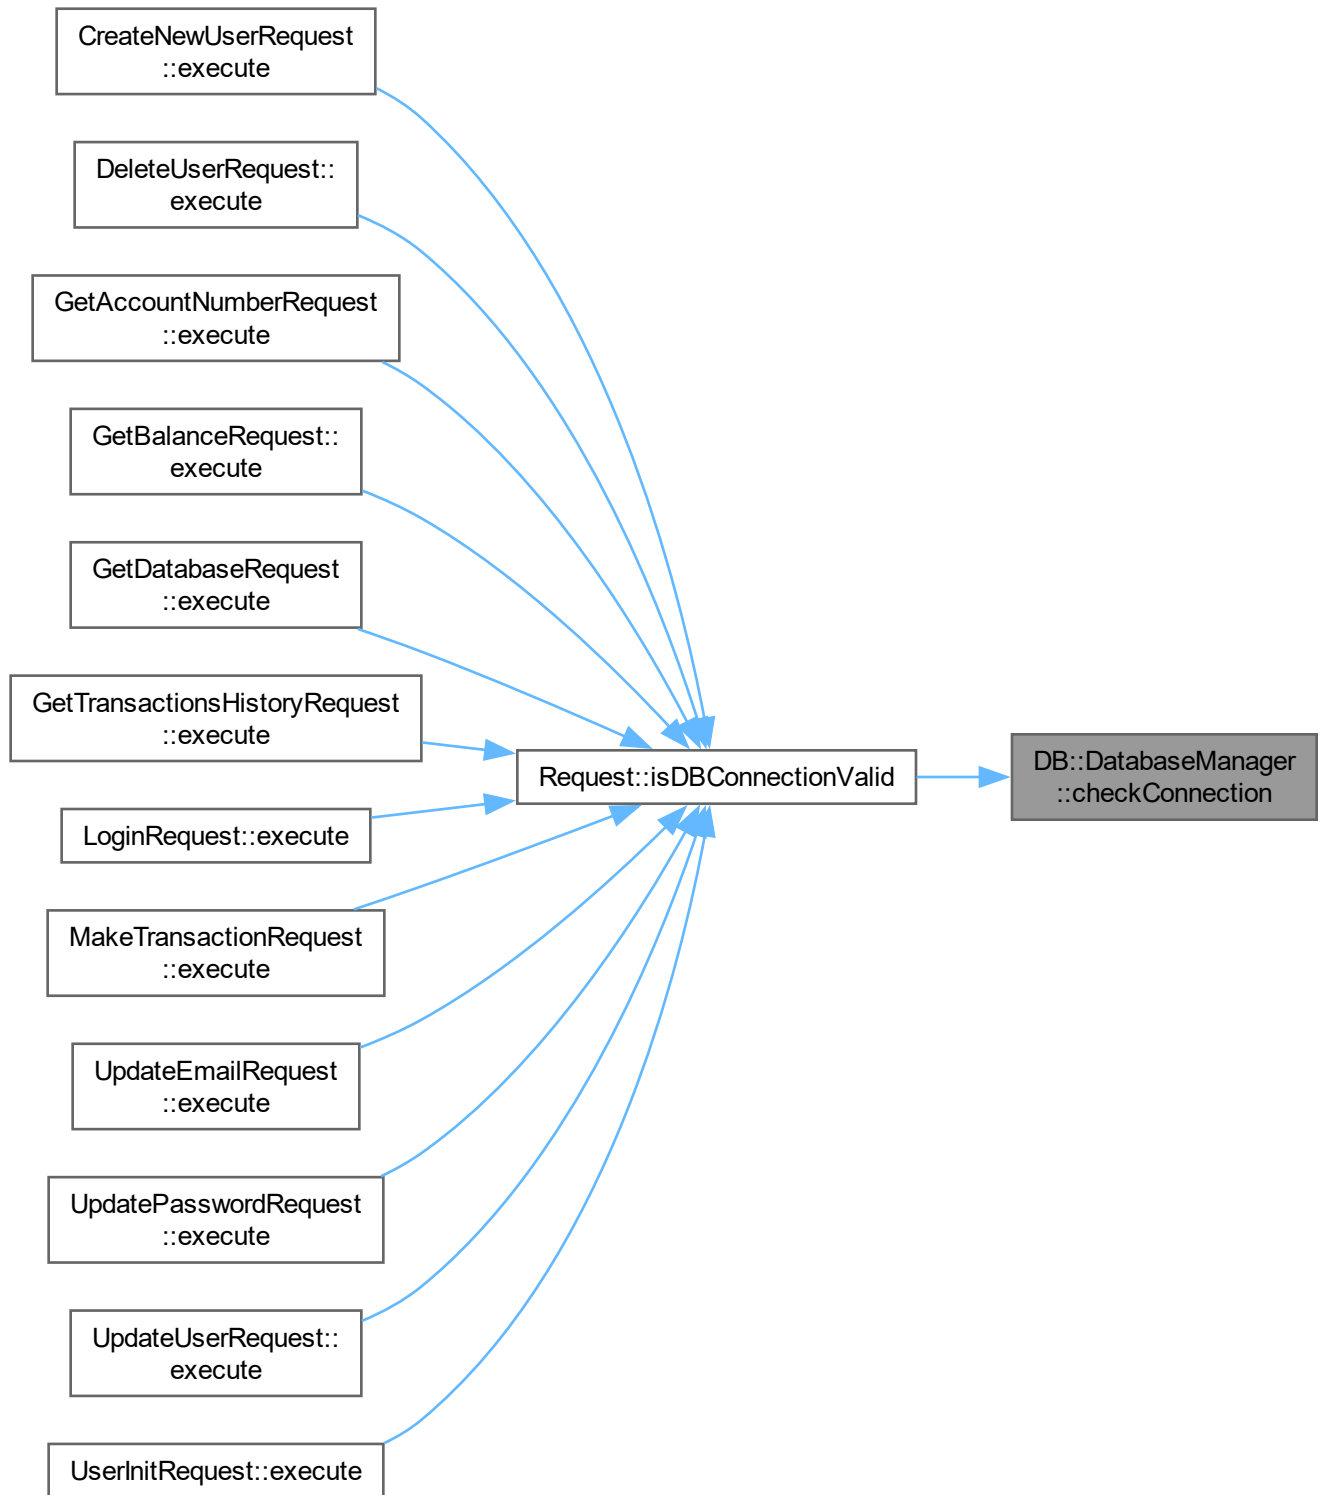 CreateNewUserRequest
::execute
DeleteUserRequest::
execute
GetAccountNumberRequest
::execute
GetBalanceRequest::
execute
GetDatabaseRequest
::execute
GetTransactionsHistoryRequest
::execute
LoginRequest::execute
MakeTransactionRequest
::execute
UpdateEmailRequest
::execute
UpdatePasswordRequest
::execute
UpdateUserRequest::
execute
UserInitRequest::execute
Request::isDBConnectionValid
DB::DatabaseManager
::checkConnection